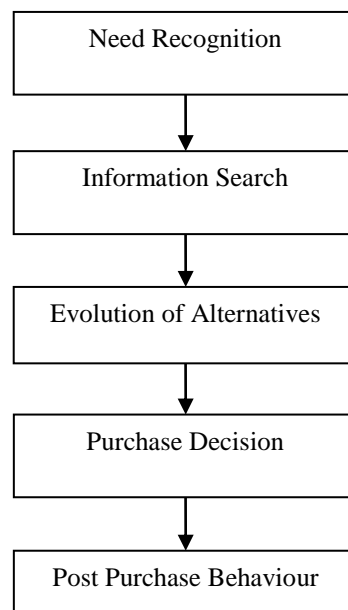 Need Recognition
Information Search
Evolution of Alternatives
Purchase Decision
Post Purchase Behaviour